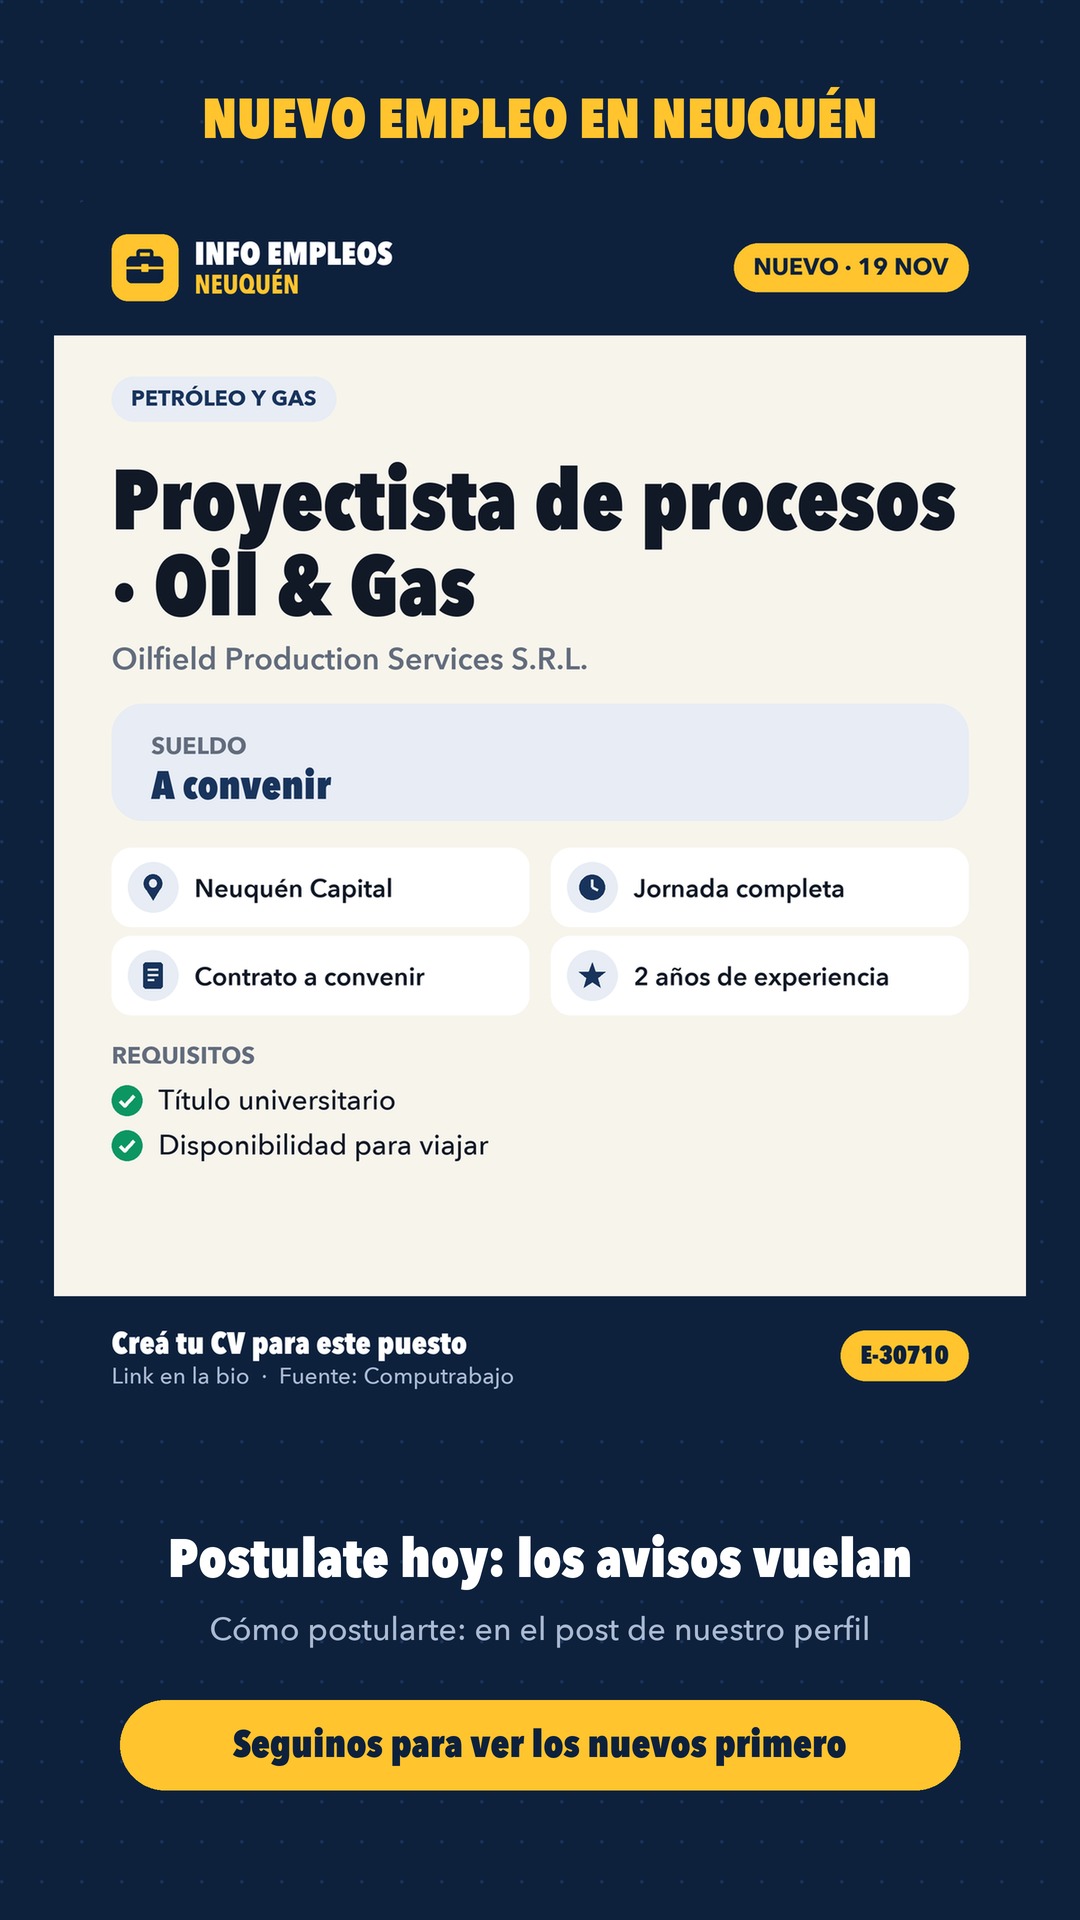 NUEVO EMPLEO EN NEUQUÉN
INFO EMPLEOS
NEUQUÉN
NUEVO · 19 NOV
PETRÓLEO Y GAS
Proyectista de procesos
· Oil & Gas
Oilfield Production Services S.R.L.
SUELDO
A convenir
Neuquén Capital
Jornada completa
Contrato a convenir
2 años de experiencia
REQUISITOS
Título universitario
Disponibilidad para viajar
Creá tu CV para este puesto
Link en la bio · Fuente: Computrabajo
E-30710
Postulate hoy: los avisos vuelan
Cómo postularte: en el post de nuestro perfil
Seguinos para ver los nuevos primero